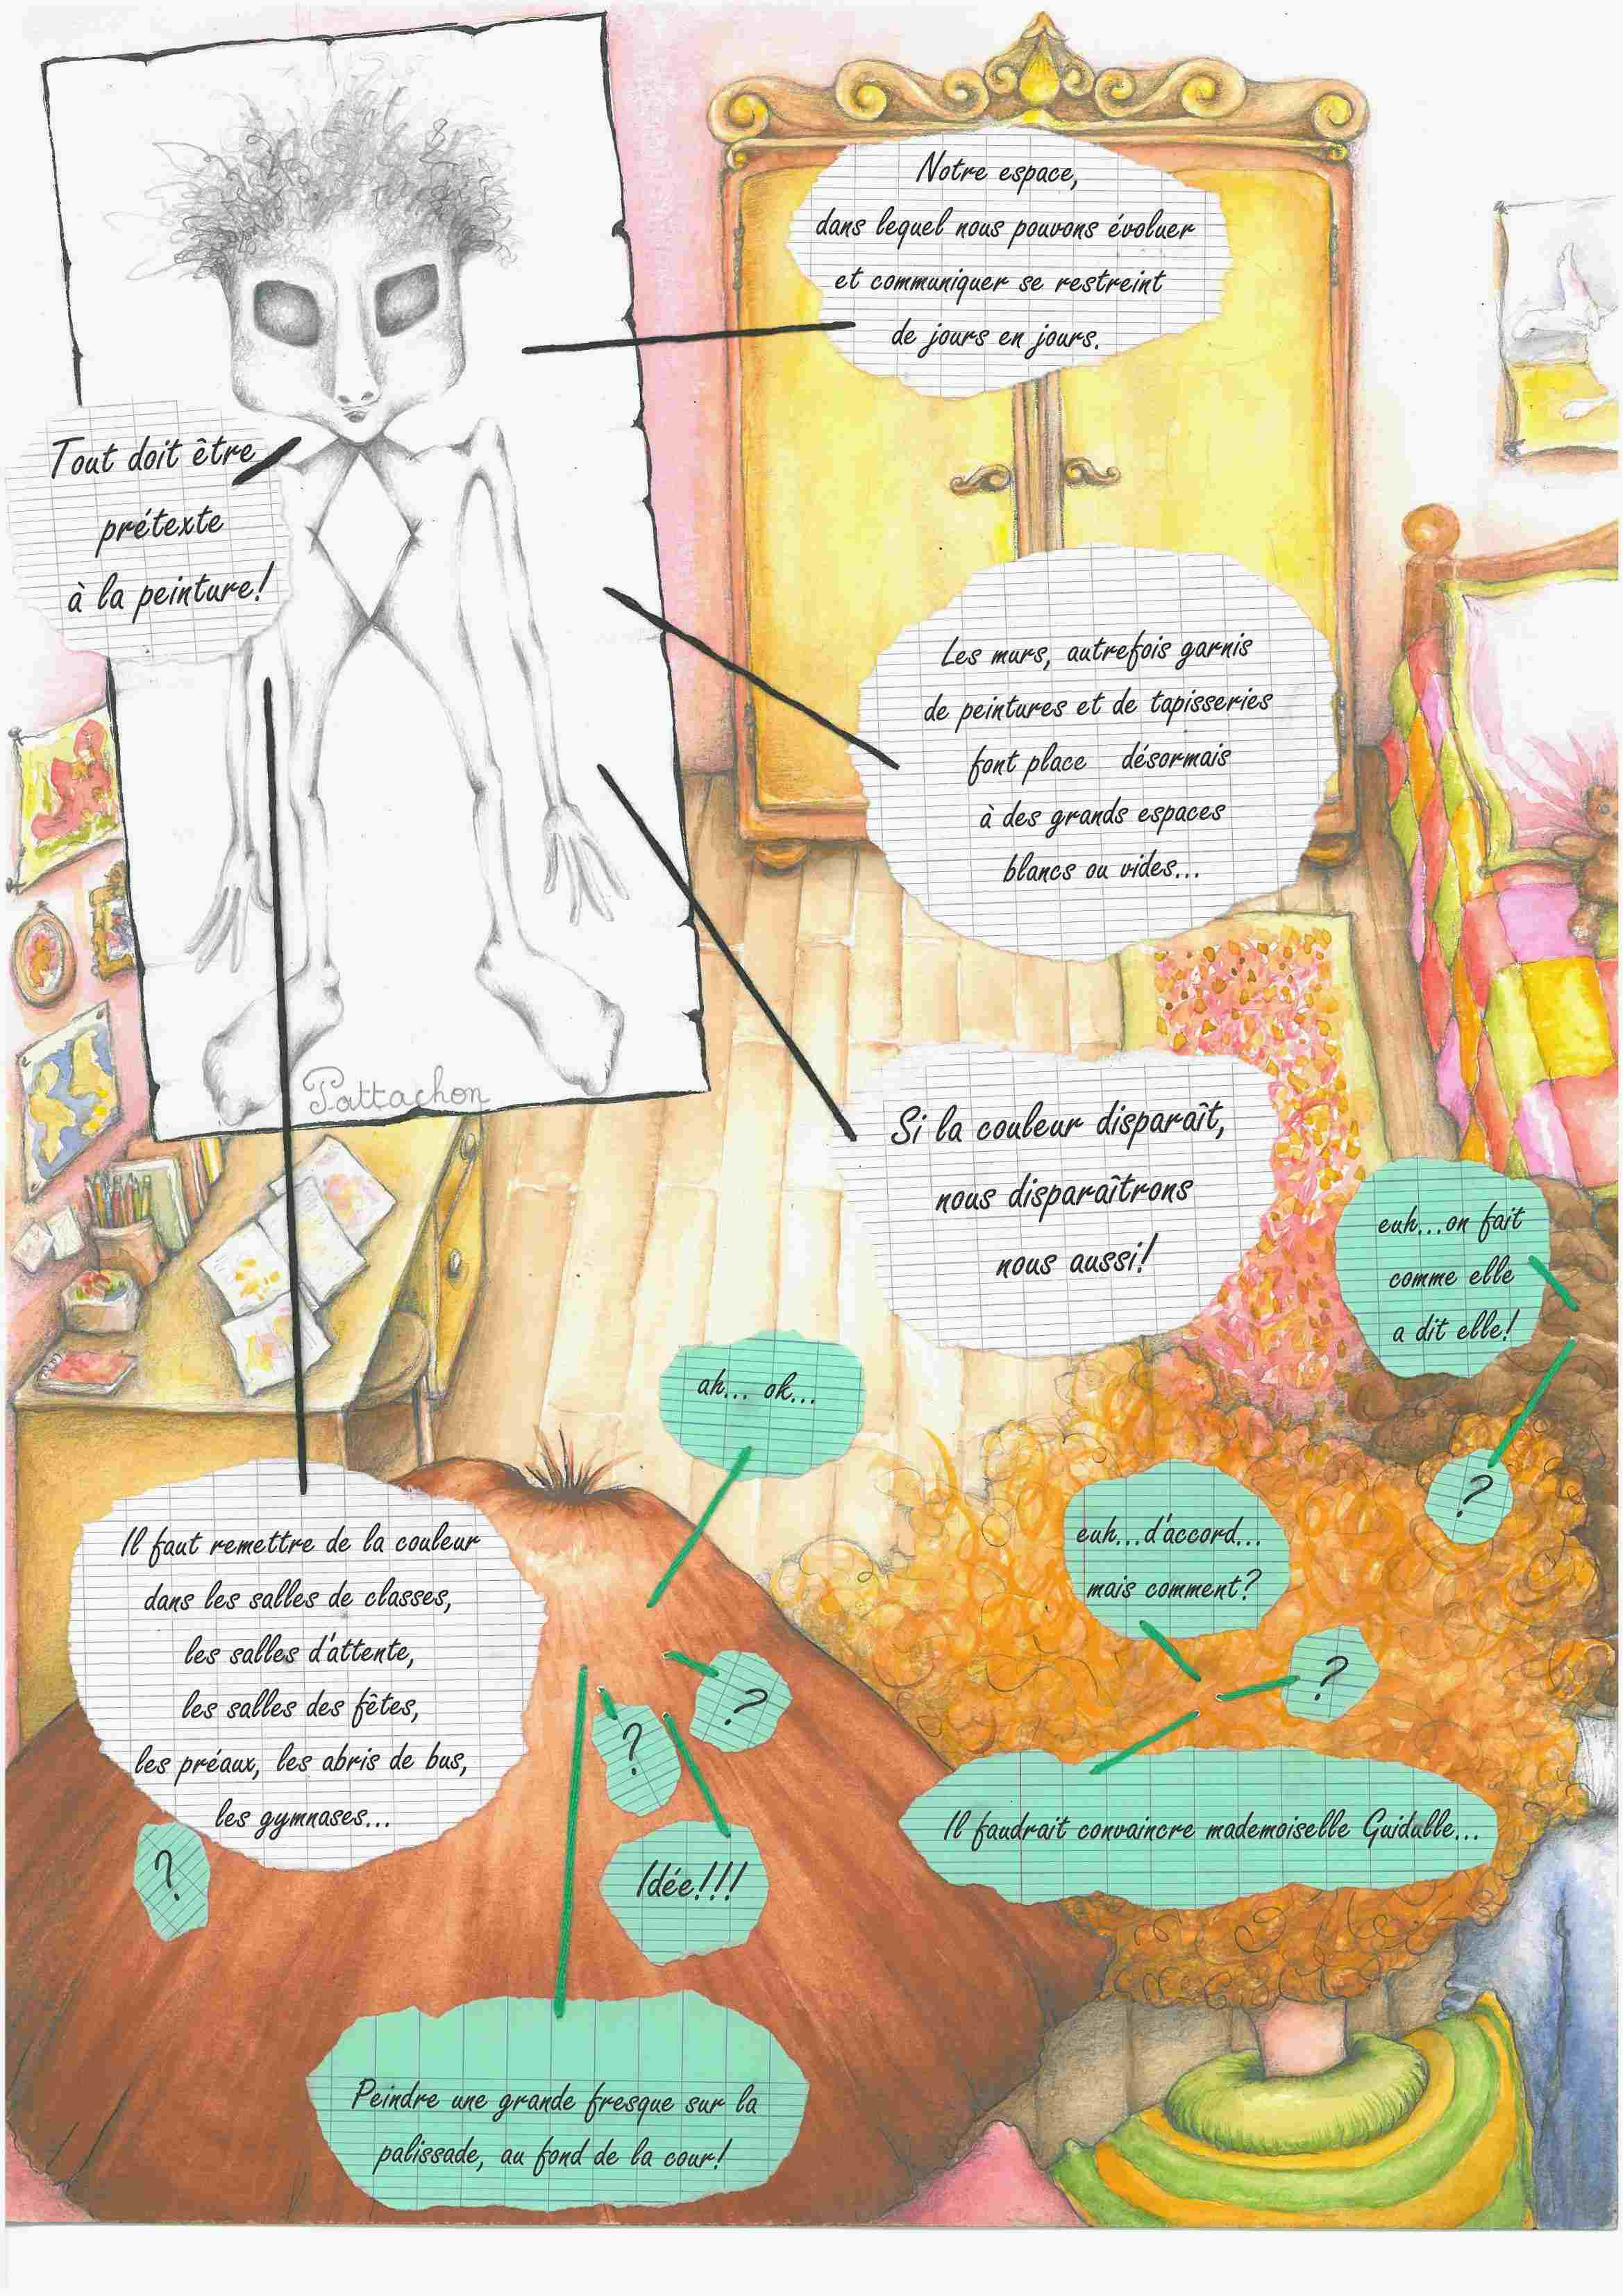 Notre espace,
dans lequel nous pouvons évoluer
et communiquer se restreint
de jours en jours.
Tout doit être
prétexte
à la peinture!
Les murs, autrefois garnis
de peintures et de tapisseries
font place désormais
à des grands espaces
blancs ou vides...
Pattachon
Si la couleur disparaît,
nous disparaîtrons
nous aussi!
euh...on fait
comme elle
a dit elle!
ah... ok...
?
Il faut remettre de la couleur
dans les salles de classes,
les salles d'attente,
les salles des fêtes,
les préaux, les abris de bus,
les gymnases...
euh...d'accord...
mais comment?
?
?
?
Il faudrait convaincre mademoiselle Guidulle...
?
Idée!!!
Peindre une grande fresque sur la
palissade, au fond de la cour!